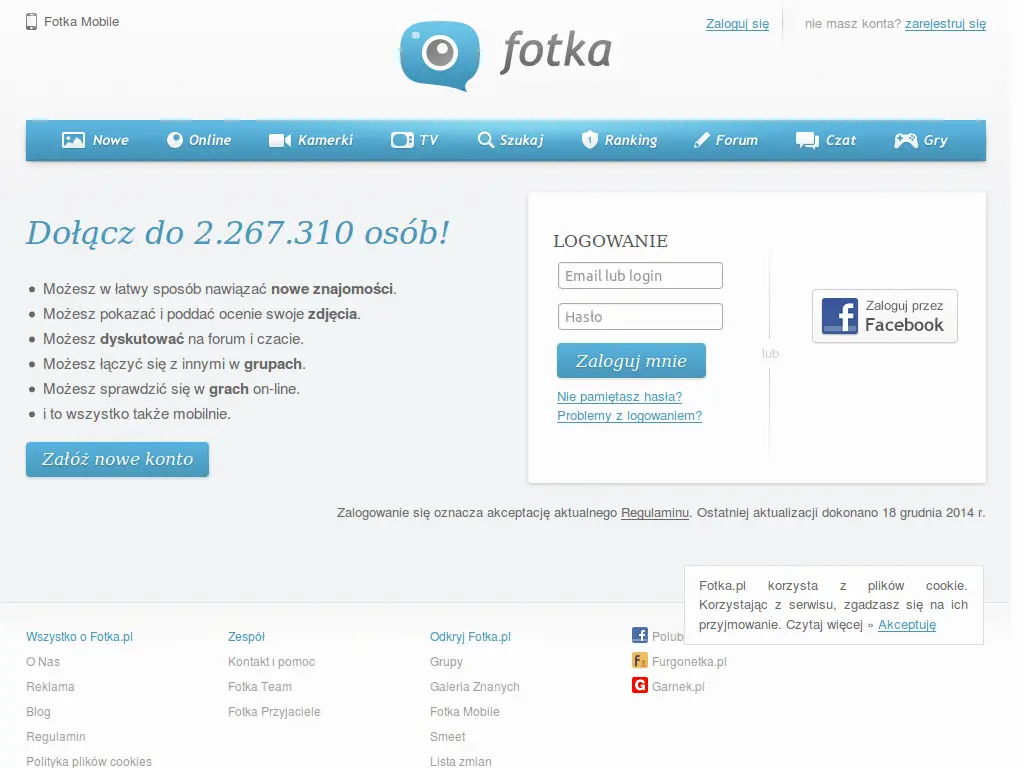 Fotka Mobile
fotka
Zaloguj się
nie masz konta? zarejestruj się
Nowe Online Kamerki TV Szukaj Ranking Forum Czat Gry
Dołącz do 2.267.310 osób!
Możesz w łatwy sposób nawiązać nowe znajomości.
Możesz pokazać i poddać ocenie swoje zdjęcia.
Możesz dyskutować na forum i czacie.
Możesz łączyć się z innymi w grupach.
Możesz sprawdzić się w grach on-line.
i to wszystko także mobilnie.
Załóż nowe konto
LOGOWANIE
Email lub login
Hasło
Zaloguj mnie
Nie pamiętasz hasła?
Problemy z logowaniem?
lub
Zaloguj przez
Facebook
Zalogowanie się oznacza akceptację aktualnego Regulaminu. Ostatniej aktualizacji dokonano 18 grudnia 2014 r.
Fotka.pl korzysta z plików cookie.
Korzystając z serwisu, zgadzasz się na ich
przyjmowanie. Czytaj więcej » Akceptuję
Wszystko o Fotka.pl
O Nas
Reklama
Blog
Regulamin
Polityka plików cookies
Zespół
Kontakt i pomoc
Fotka Team
Fotka Przyjaciele
Odkryj Fotka.pl
Grupy
Galeria Znanych
Fotka Mobile
Smeet
Lista zmian
Polub
Furgonetka.pl
Garnek.pl